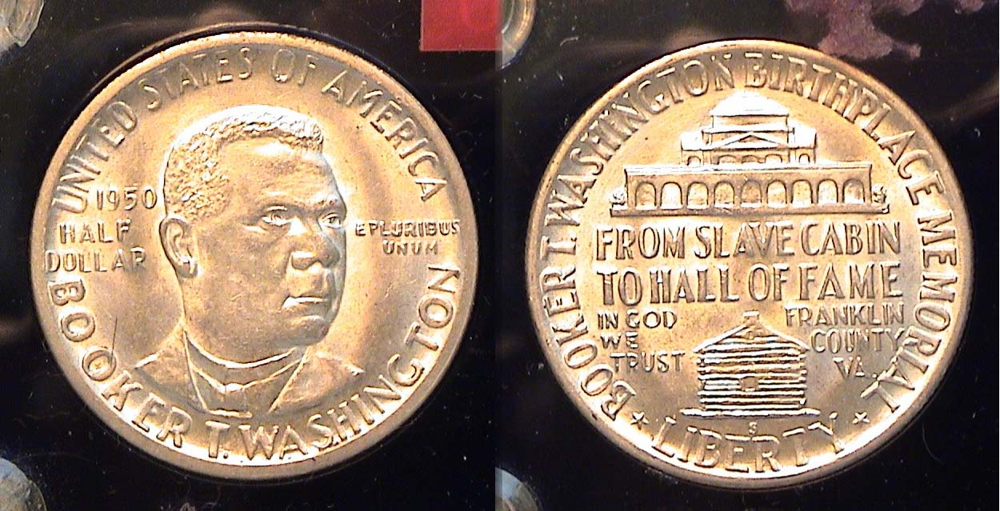 UNITED STATES OF AMERICA
1950
HALF
DOLLAR
E PLURIBUS
UNUM
BOOKER T. WASHINGTON
BOOKER T. WASHINGTON BIRTHPLACE MEMORIAL
FROM SLAVE CABIN
TO HALL OF FAME
IN GOD
WE
TRUST
FRANKLIN
COUNTY
VA.
S
LIBERTY